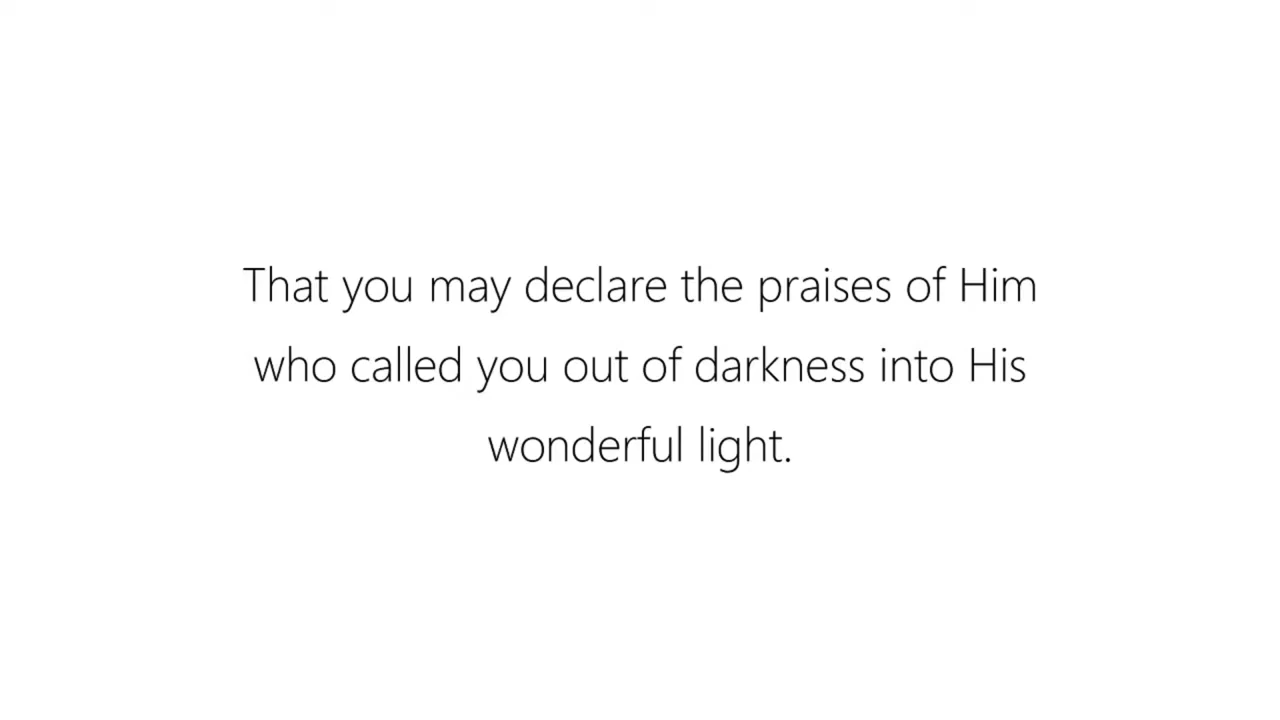 That you may declare the praises of Him
who called you out of darkness into His
wonderful light.